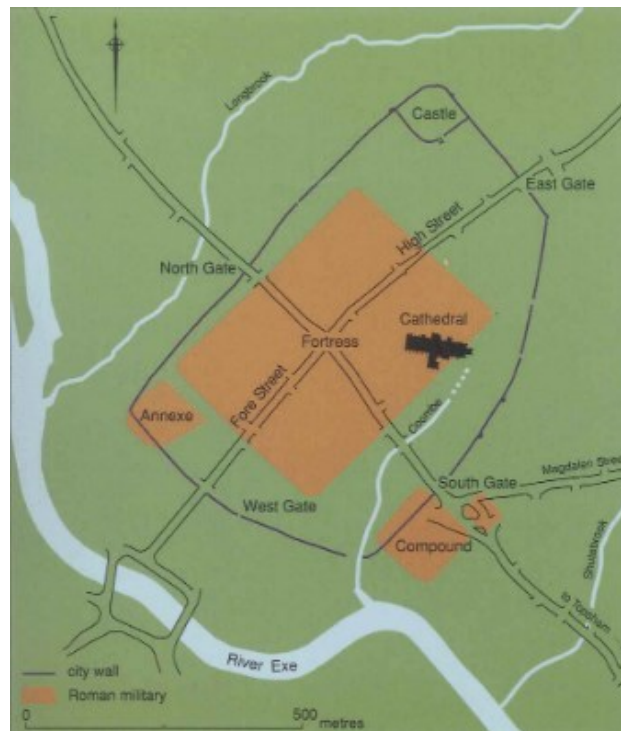 Longbrook
Castle
East Gate
High Street
North Gate
Cathedral
Fortress
Fore Street
Annexe
Coombe
South Gate
Magdalen Street
West Gate
Compound
Shutebrook
to Topsham
River Exe
city wall
Roman military
0 500 metres